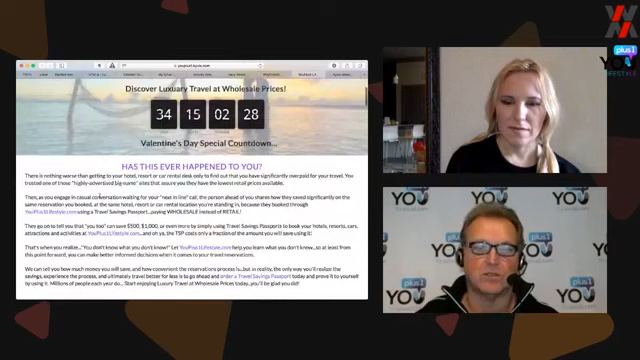 Discover Luxuary Travel at Wholesale Prices!
34 15 02 28
Valentine's Day Special Countdown...
HAS THIS EVER HAPPENED TO YOU?
There is nothing worse than getting to your hotel, resort or car rental desk only to find out that you have significantly overpaid for your travel. You
trusted one of those "highly-advertised big-name" sites that assure you they have the lowest retail prices available.
Then, as you engage in casual conversation waiting for your "next in line" call, the person ahead of you shares how they saved significantly on the
same reservation you booked, at the same hotel, resort or car rental location you're standing in, because they booked through
YouPlus1Lifestyle.com using a Travel Savings Passport...paying WHOLESALE instead of RETAIL!
They go on to tell you that "you too" can save $500, $1,000, or even more by simply using Travel Savings Passports to book your hotels, resorts, cars,
attractions and activities at YouPlus1Lifestyle.com...and oh ya, the TSP costs only a fraction of the amount you will save using it!
That's when you realize... "You don't know what you don't know!" Let YouPlus1Lifestyle.com help you learn what you don't know...so at least from
this point forward, you can make better informed decisions when it comes to your travel reservations.
We can tell you how much money you will save, and how convenient the reservations process is...but in reality, the only way you'll realize the
savings, experience the process, and ultimately travel better for less is to go ahead and order a Travel Savings Passport today and prove it to yourself
by using it. Millions of people each year do... Start enjoying Luxury Travel at Wholesale Prices today, you'll be glad you did!
plus1
YOU
LIFESTYLE
plus1
YOU
plus1
YOU